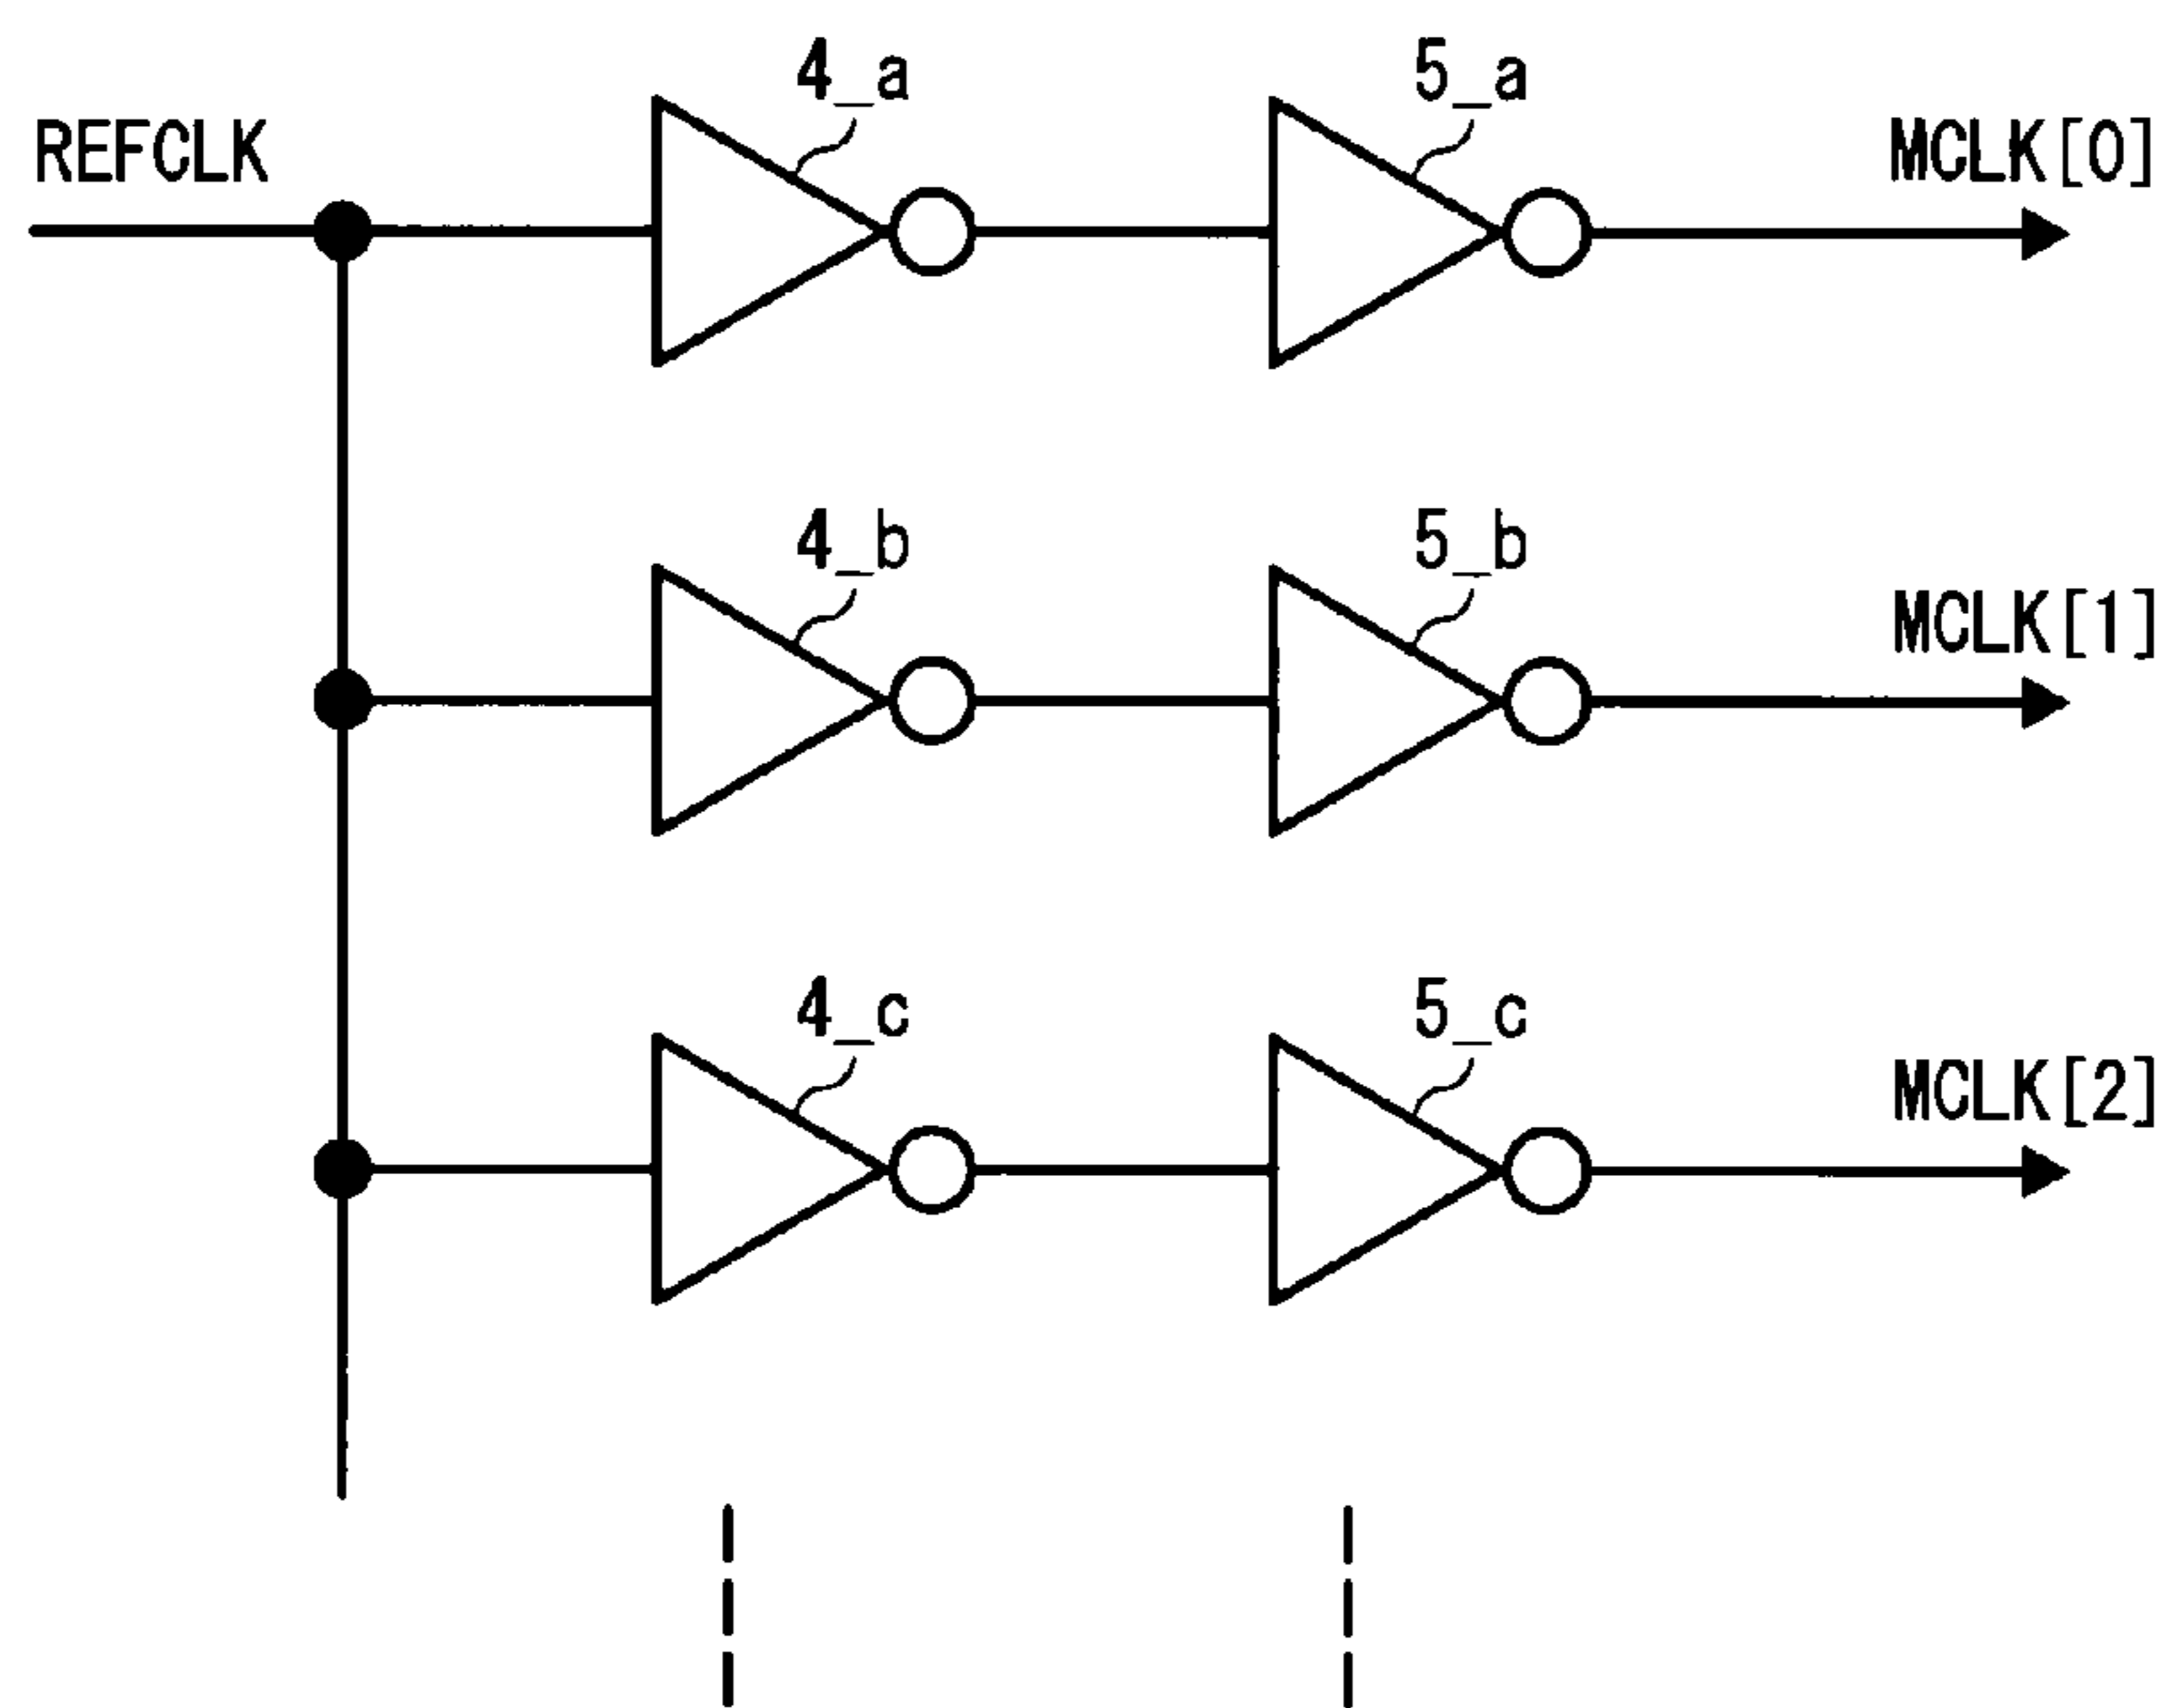 4_a
5_a
REFCLK
MCLK[0]
4_b
5_b
MCLK[1]
4_c
5_c
MCLK[2]